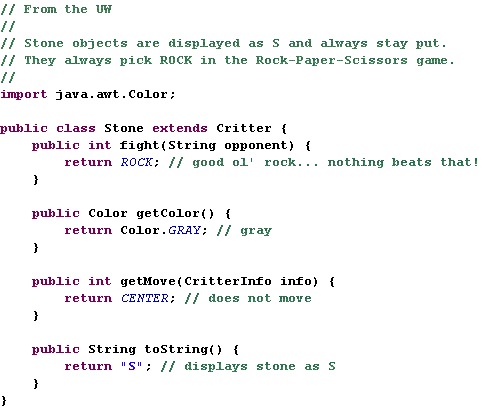 // From the UW
//
// Stone objects are displayed as S and always stay put.
// They always pick ROCK in the Rock-Paper-Scissors game.
//
import java.awt.Color;

public class Stone extends Critter {
    public int fight(String opponent) {
        return ROCK; // good ol' rock... nothing beats that!
    }

    public Color getColor() {
        return Color.GRAY; // gray
    }

    public int getMove(CritterInfo info) {
        return CENTER; // does not move
    }

    public String toString() {
        return "S"; // displays stone as S
    }
}